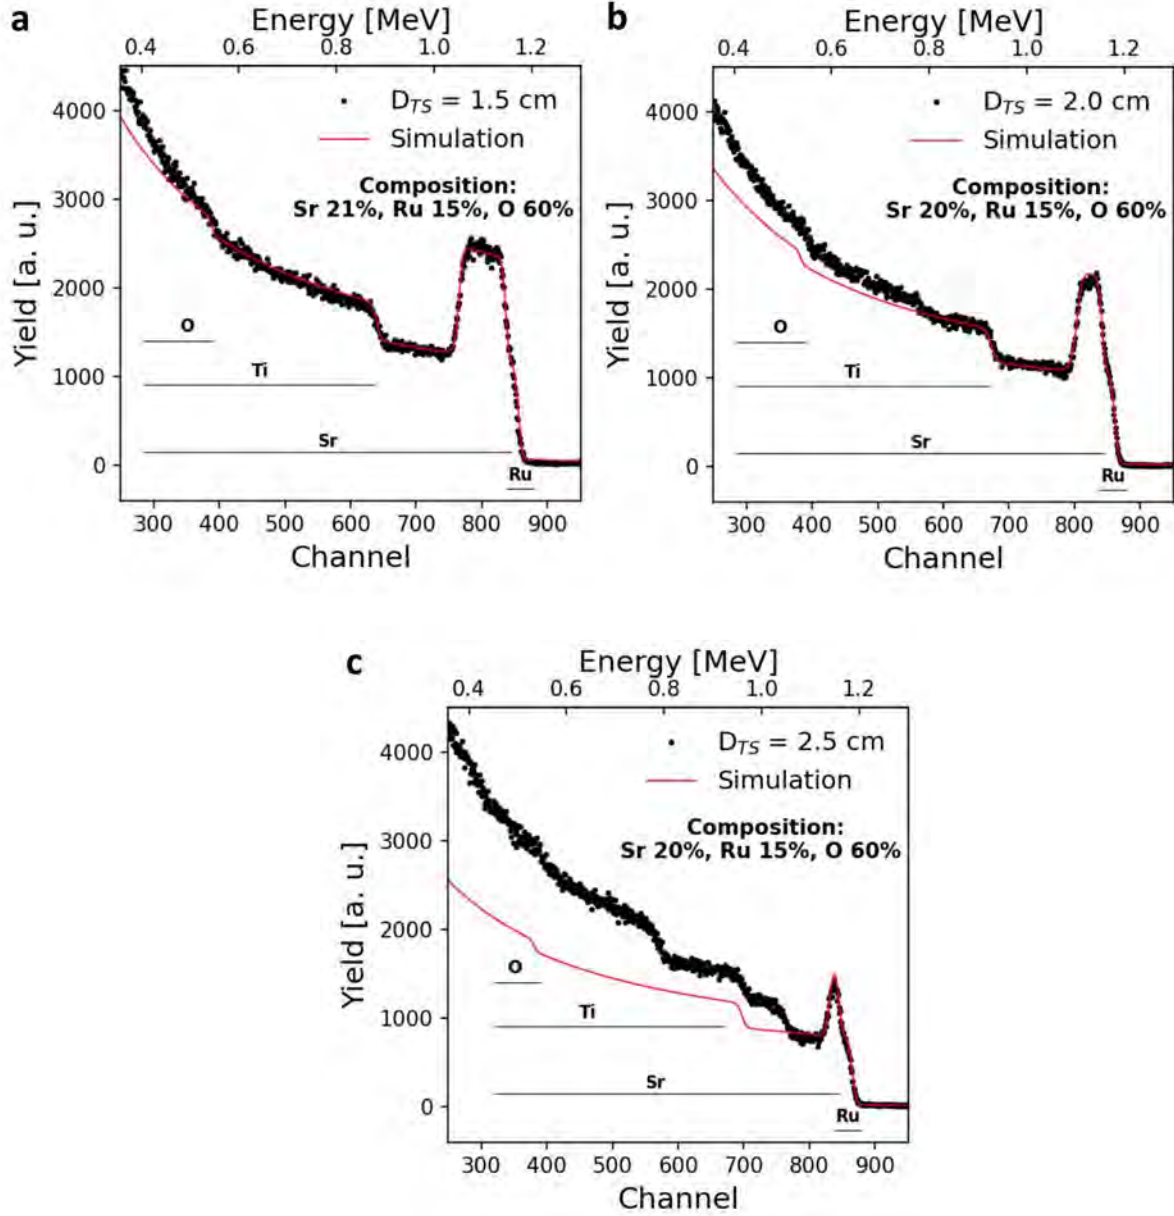 a
Energy [MeV]
0.4 0.6 0.8 1.0 1.2
D_TS = 1.5 cm
Simulation
Composition:
Sr 21%, Ru 15%, O 60%
Yield [a. u.]
4000
3000
2000
1000
0
O
Ti
Sr
Ru
300 400 500 600 700 800 900
Channel
b
Energy [MeV]
0.4 0.6 0.8 1.0 1.2
D_TS = 2.0 cm
Simulation
Composition:
Sr 20%, Ru 15%, O 60%
Yield [a. u.]
4000
3000
2000
1000
0
O
Ti
Sr
Ru
300 400 500 600 700 800 900
Channel
c
Energy [MeV]
0.4 0.6 0.8 1.0 1.2
D_TS = 2.5 cm
Simulation
Composition:
Sr 20%, Ru 15%, O 60%
Yield [a. u.]
4000
3000
2000
1000
0
O
Ti
Sr
Ru
300 400 500 600 700 800 900
Channel